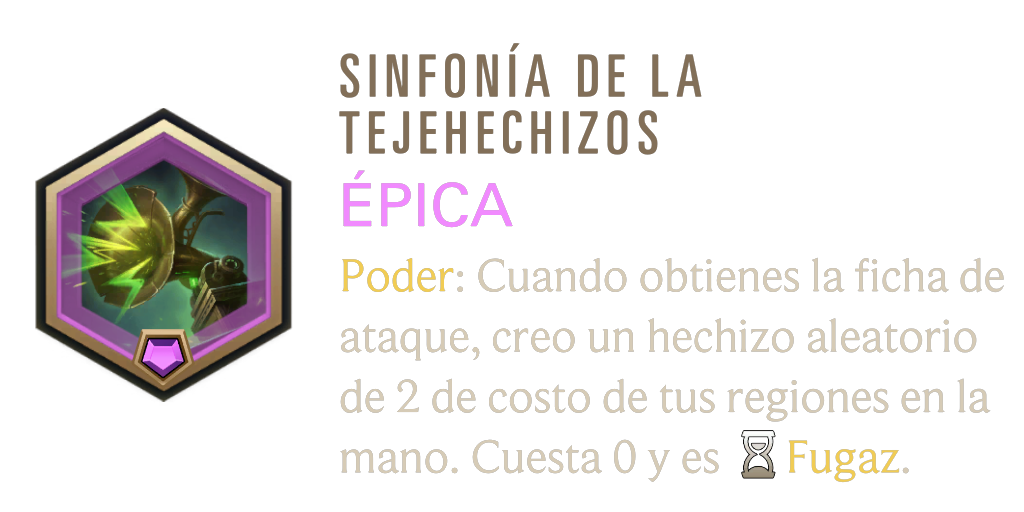 SINFONÍA DE LA
TEJEHECHIZOS
ÉPICA
Poder: Cuando obtienes la ficha de
ataque, creo un hechizo aleatorio
de 2 de costo de tus regiones en la
mano. Cuesta 0 y es Fugaz.